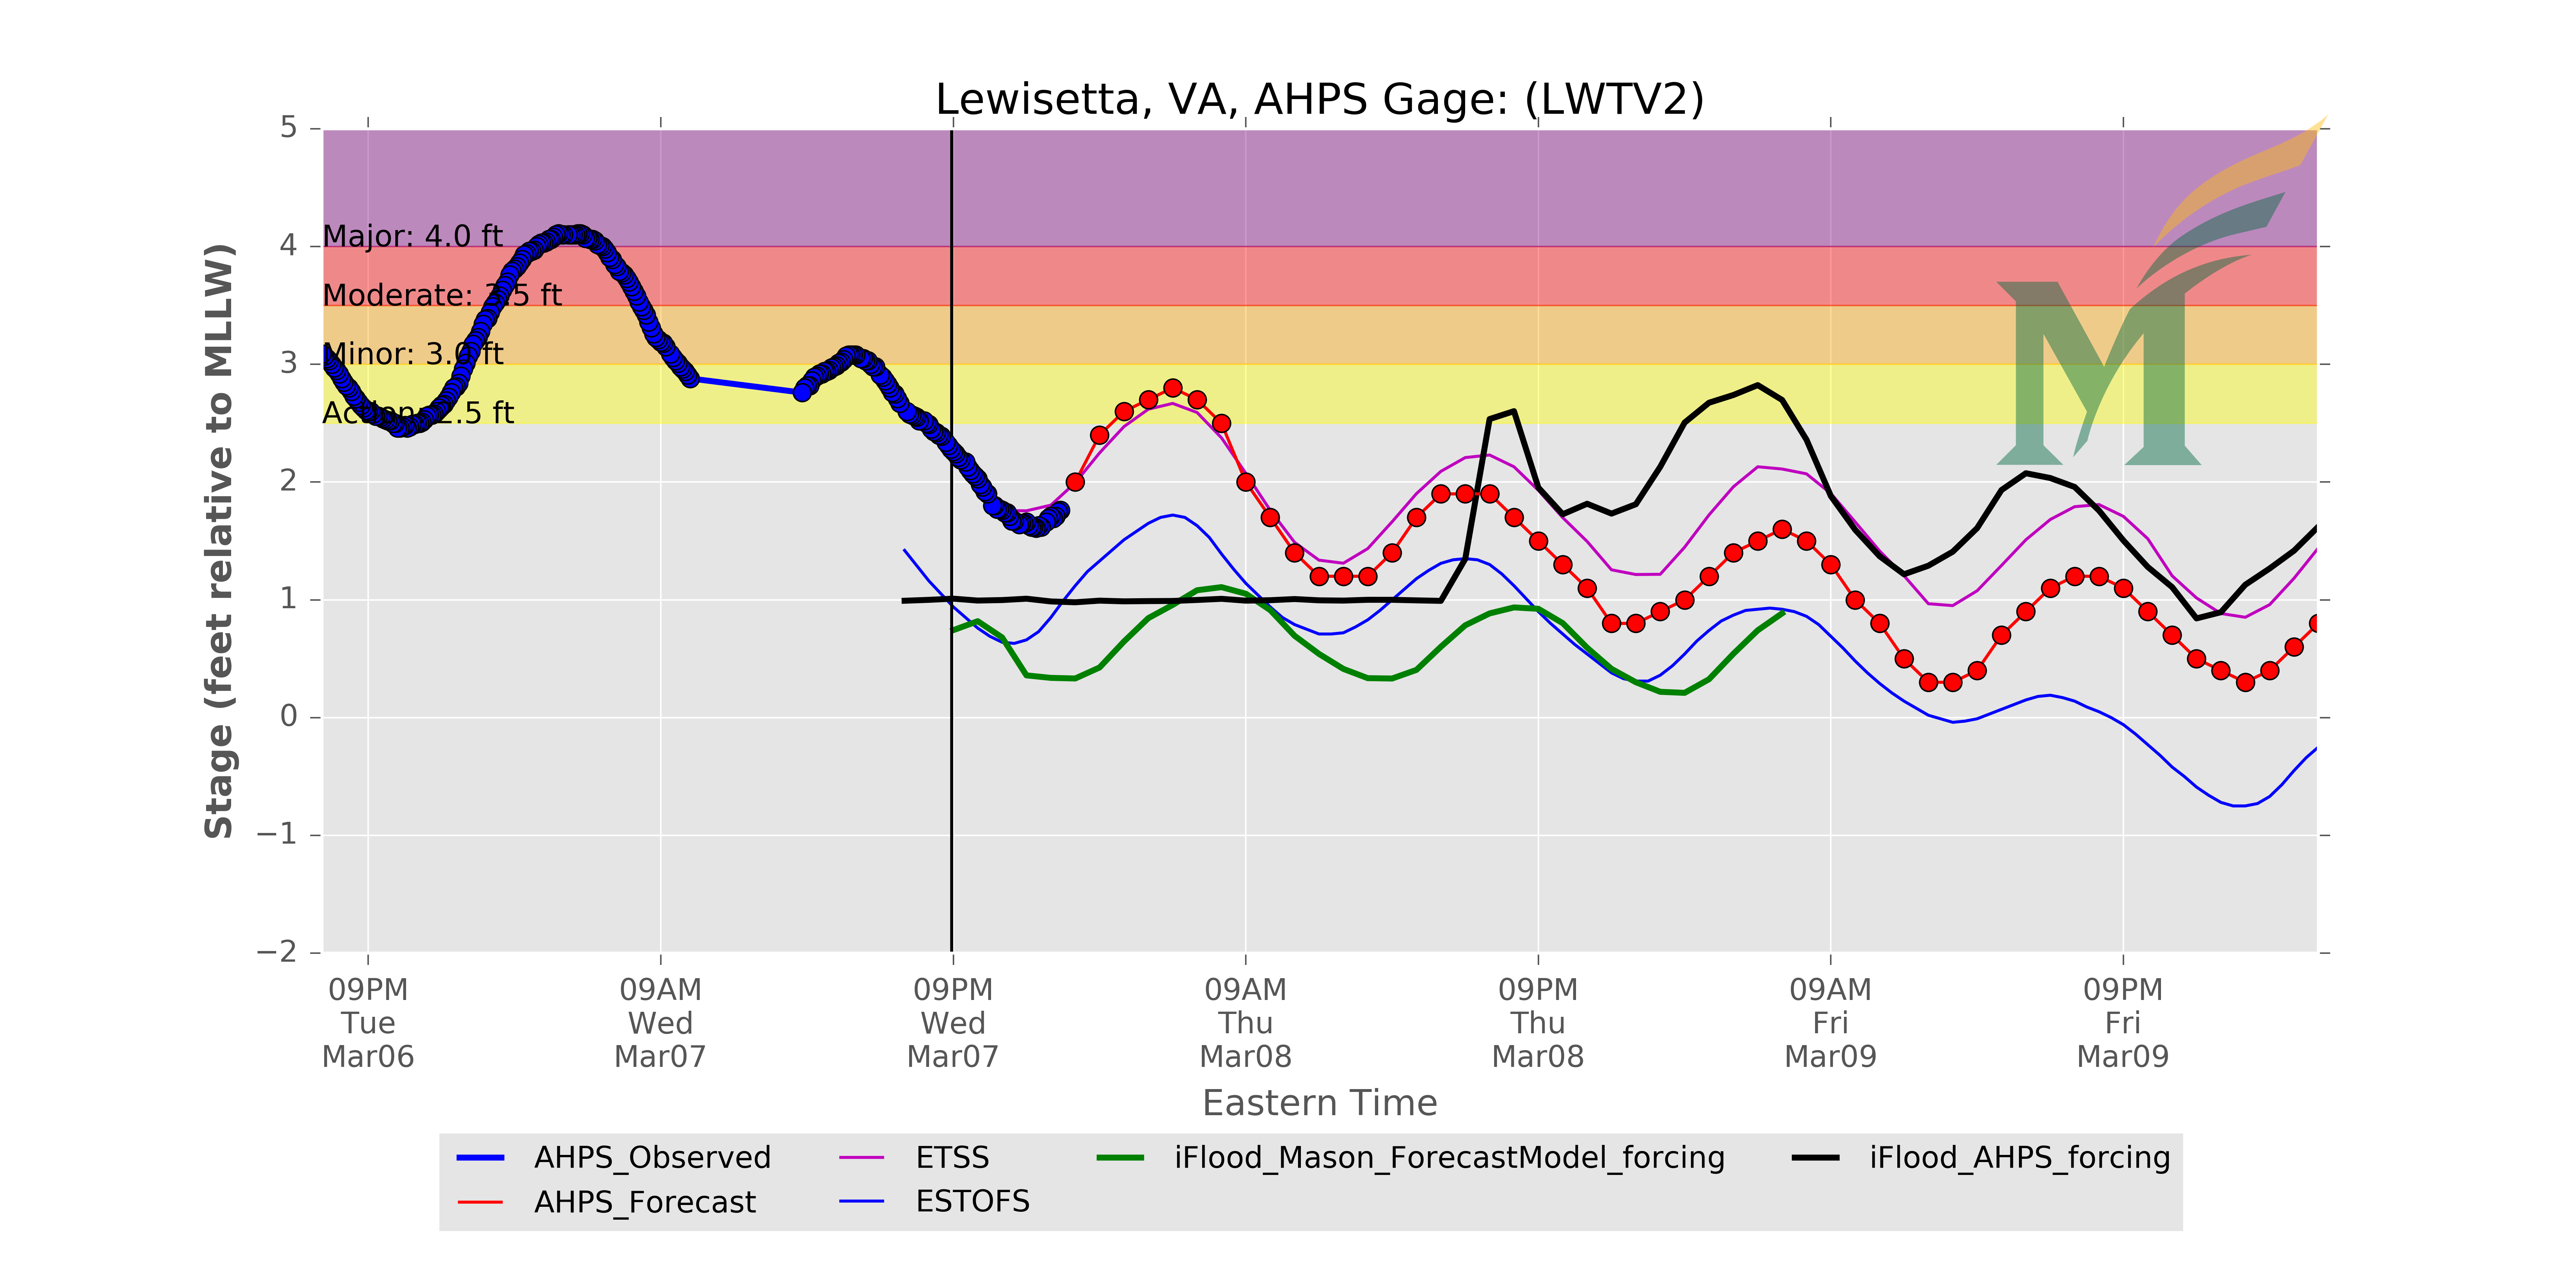 Lewisetta, VA, AHPS Gage: (LWTV2)
5
4
3
2
1
0
−1
−2
Stage (feet relative to MLLW)
Major: 4.0 ft
Moderate: 3.5 ft
Minor: 3.0 ft
Action: 2.5 ft
09PM
Tue
Mar06
09AM
Wed
Mar07
09PM
Wed
Mar07
09AM
Thu
Mar08
09PM
Thu
Mar08
09AM
Fri
Mar09
09PM
Fri
Mar09
Eastern Time
AHPS_Observed
AHPS_Forecast
ETSS
ESTOFS
iFlood_Mason_ForecastModel_forcing
iFlood_AHPS_forcing
M